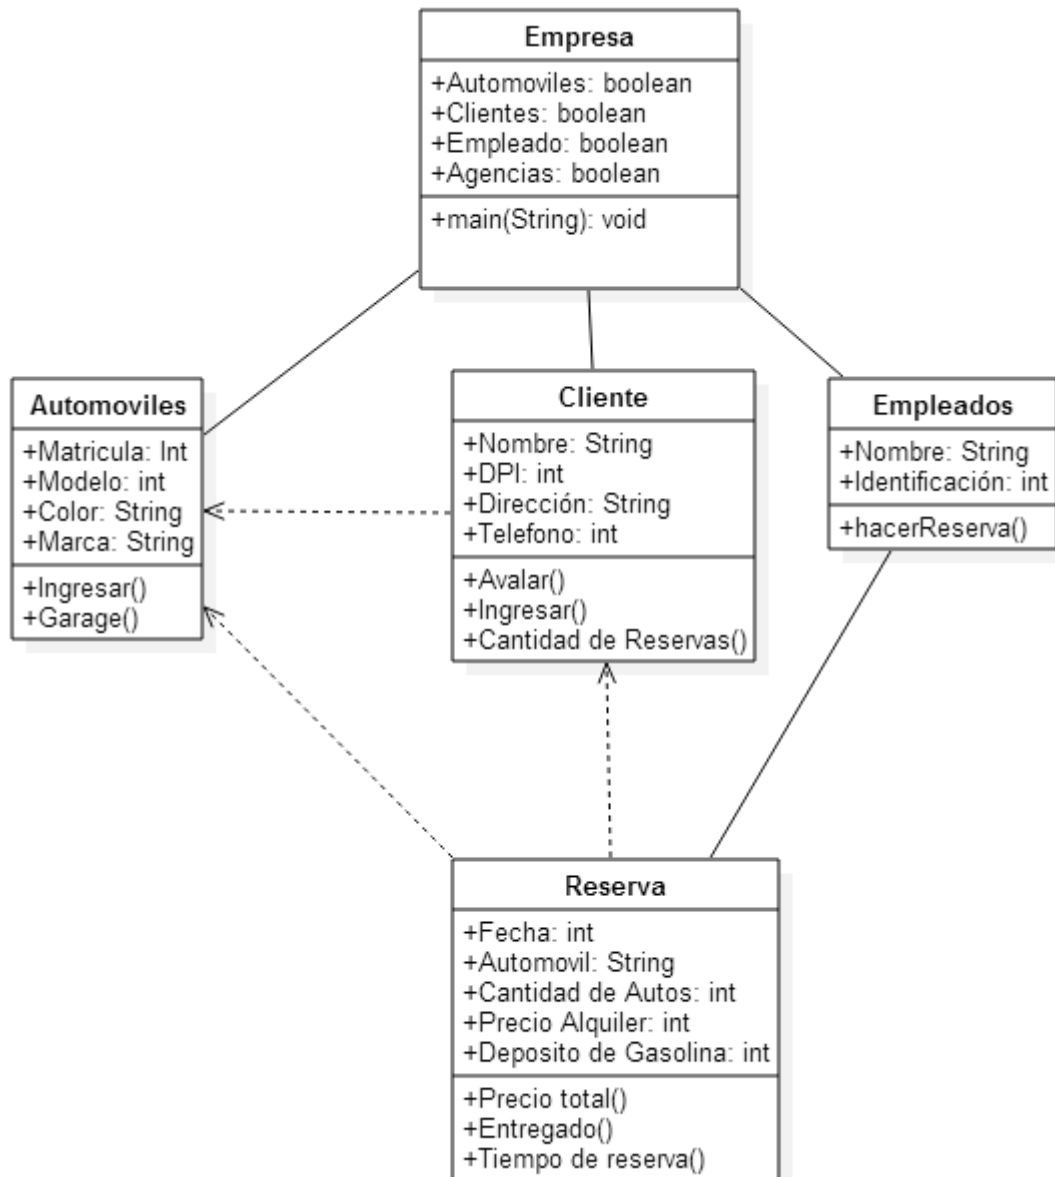 Empresa
+Automoviles: boolean
+Clientes: boolean
+Empleado: boolean
+Agencias: boolean
+main(String): void
Automoviles
+Matricula: Int
+Modelo: int
+Color: String
+Marca: String
+Ingresar()
+Garage()
Cliente
+Nombre: String
+DPI: int
+Dirección: String
+Telefono: int
+Avalar()
+Ingresar()
+Cantidad de Reservas()
Empleados
+Nombre: String
+Identificación: int
+hacerReserva()
Reserva
+Fecha: int
+Automovil: String
+Cantidad de Autos: int
+Precio Alquiler: int
+Deposito de Gasolina: int
+Precio total()
+Entregado()
+Tiempo de reserva()